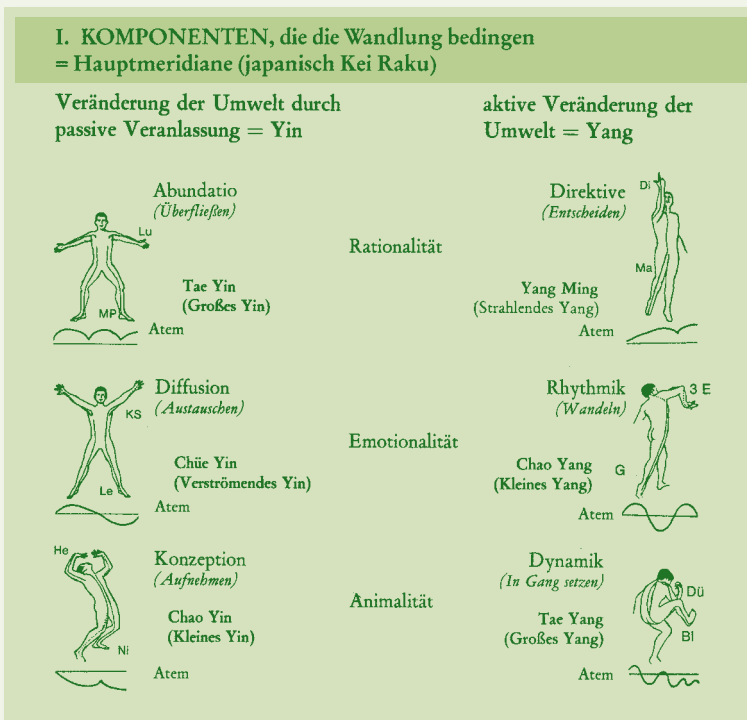 I. KOMPONENTEN, die die Wandlung bedingen
= Hauptmeridiane (japanisch Kei Raku)
Veränderung der Umwelt durch
passive Veranlassung = Yin
aktive Veränderung der
Umwelt = Yang
Abundatio
(Überfließen)
Lu
Tae Yin
(Großes Yin)
MP
Atem
Rationalität
Direktive
(Entscheiden)
Di
Ma
Yang Ming
(Strahlendes Yang)
Atem
Diffusion
(Austauschen)
KS
Chüe Yin
(Verströmendes Yin)
Le
Atem
Emotionalität
Rhythmik
(Wandeln)
3 E
Chao Yang
(Kleines Yang)
G
Atem
He
Konzeption
(Aufnehmen)
Chao Yin
(Kleines Yin)
Ni
Atem
Animalität
Dynamik
(In Gang setzen)
Dü
Tae Yang
(Großes Yang)
Bl
Atem